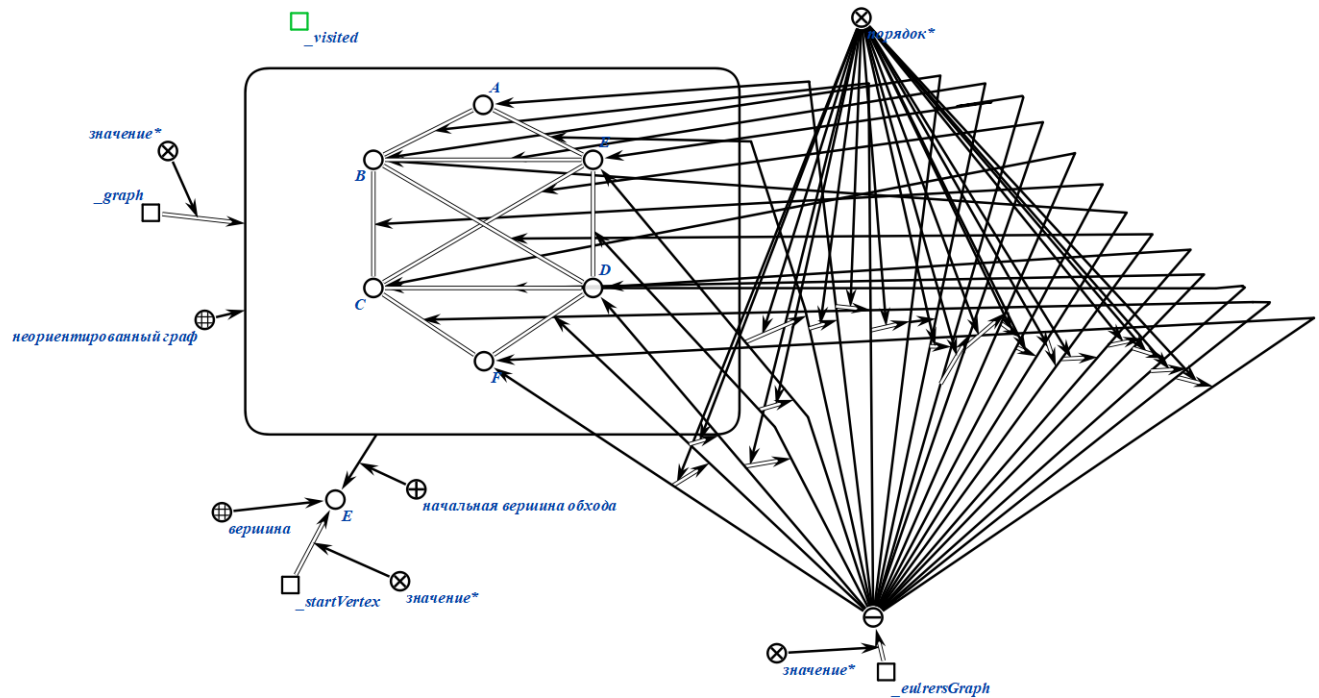 _visited
порядок*
A
значение*
E
B
_graph
D
C
неориентированный граф
F
начальная вершина обхода
E
вершина
значение*
_startVertex
значение*
_eulrersGraph